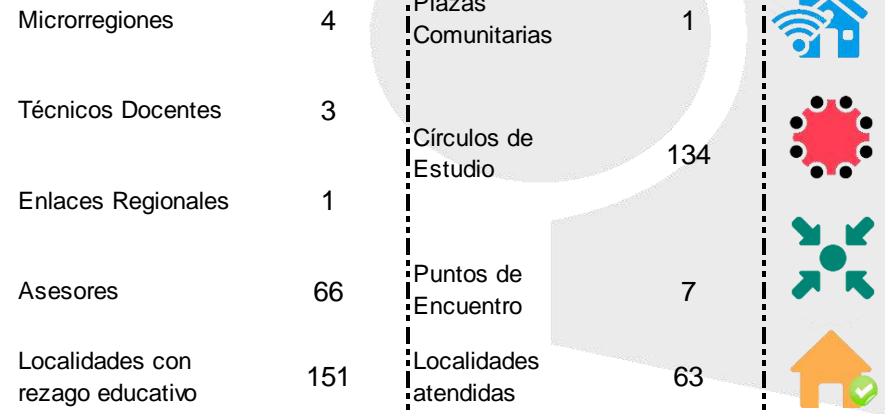 Microrregiones 4
Técnicos Docentes 3
Enlaces Regionales 1
Asesores 66
Localidades con
rezago educativo 151
Plazas
Comunitarias 1
Círculos de
Estudio 134
Puntos de
Encuentro 7
Localidades
atendidas 63